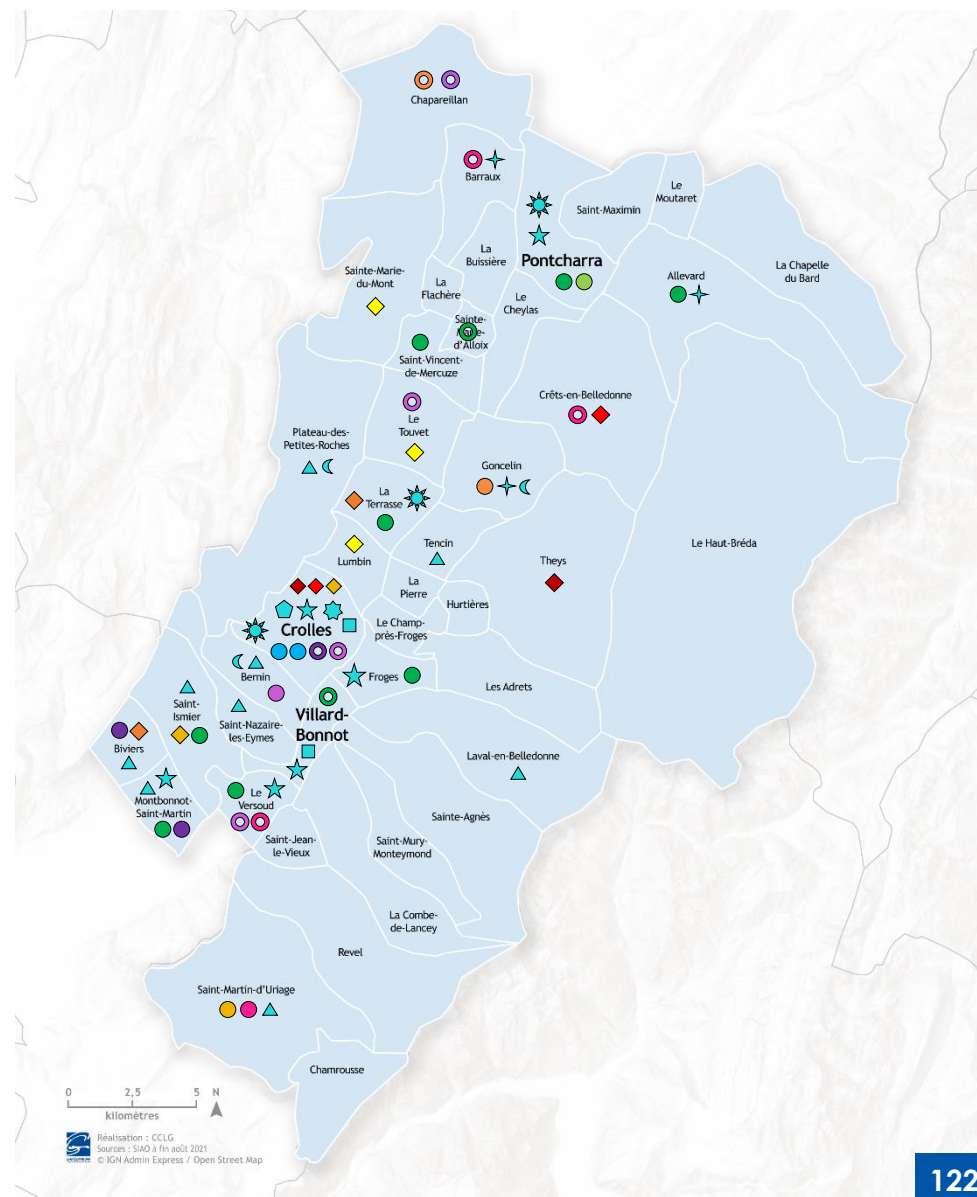 Chapareillan
Barraux
Le
Moutaret
Saint-Maximin
La
Buissière
Pontcharra
La Chapelle
du Bard
Allevard
Sainte-Marie-
du-Mont
La
Flachère
Le
Cheylas
Sainte-
Marie-
d'Alloix
Saint-Vincent-
de-Mercuze
Crêts-en-Belledonne
Le
Touvet
Plateau-des-
Petites-Roches
Goncelin
La
Terrasse
Tencin
Le Haut-Bréda
Lumbin
Theys
La
Pierre
Hurtières
Crolles
Le Champ-
près-Froges
Bernin
Froges
Les Adrets
Saint-
Ismier
Saint-Nazaire-
les-Eymes
Villard-
Bonnot
Biviers
Laval-en-Belledonne
Le
Versoud
Montbonnot-
Saint-Martin
Sainte-Agnès
Saint-Jean-
le-Vieux
Saint-Mury-
Monteymond
La Combe-
de-Lancey
Revel
Saint-Martin-d'Uriage
Chamrousse
0 2,5 5 N
kilomètres
Réalisation : CCLG
Sources : SIAO à fin août 2021
© IGN Admin Express / Open Street Map
122